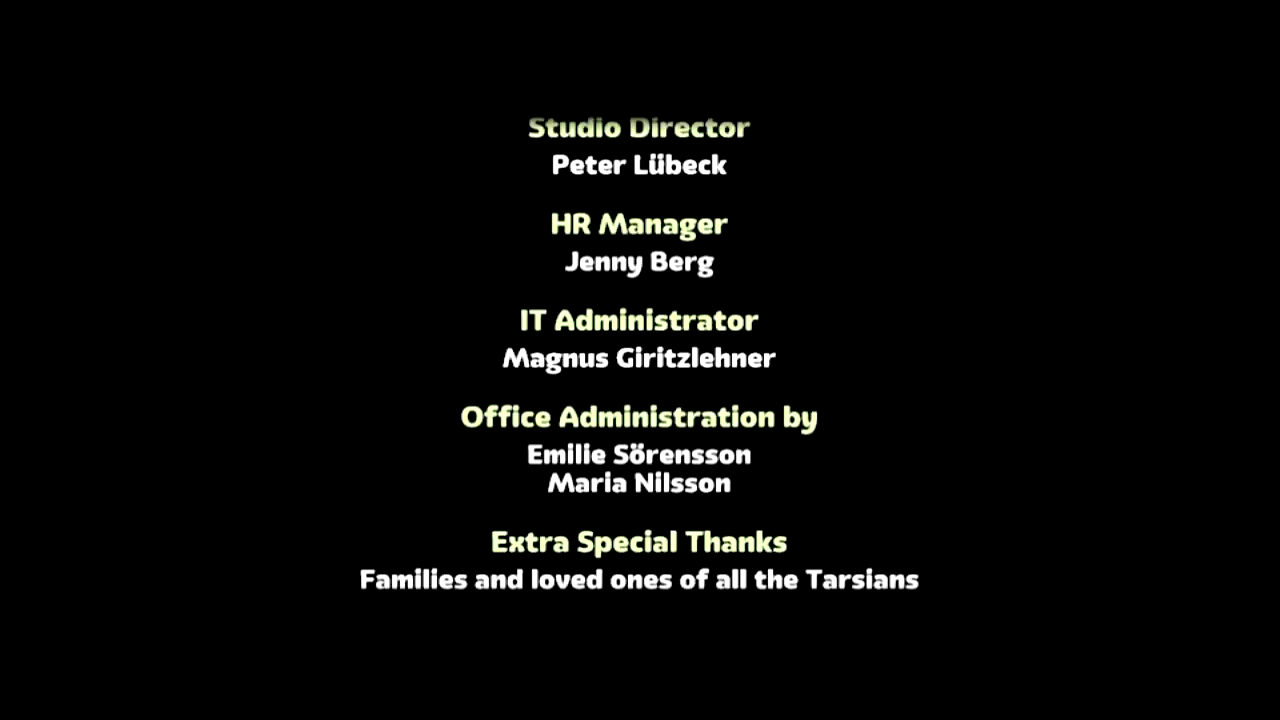 Studio Director
Peter Lübeck
HR Manager
Jenny Berg
IT Administrator
Magnus Giritzlehner
Office Administration by
Emilie Sörensson
Maria Nilsson
Extra Special Thanks
Families and loved ones of all the Tarsians